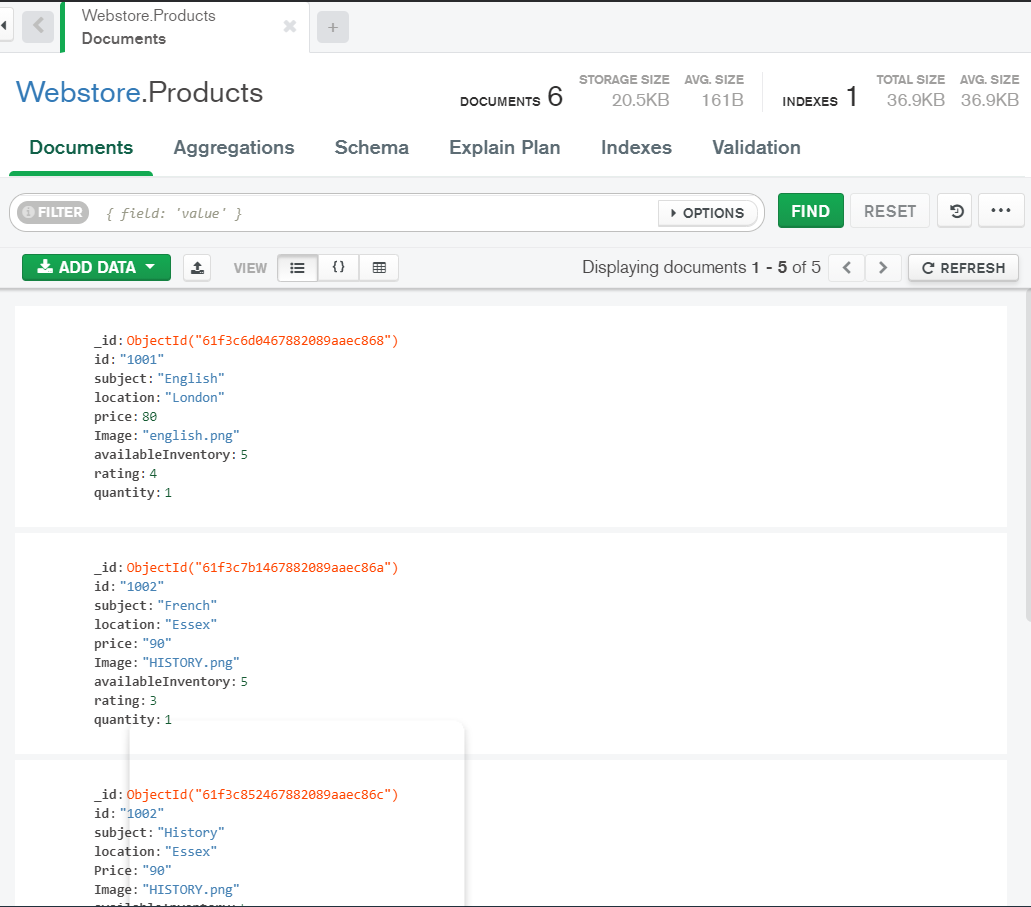 Webstore.Products
Documents
Webstore.Products
DOCUMENTS 6
STORAGE SIZE
20.5KB
AVG. SIZE
161B
INDEXES 1
TOTAL SIZE
36.9KB
AVG. SIZE
36.9KB
Documents Aggregations Schema Explain Plan Indexes Validation
FILTER { field: 'value' } OPTIONS FIND RESET ...
ADD DATA VIEW {} Displaying documents 1 - 5 of 5 REFRESH
_id: ObjectId("61f3c6d0467882089aaec868")
id: "1001"
subject: "English"
location: "London"
price: 80
Image: "english.png"
availableInventory: 5
rating: 4
quantity: 1
_id: ObjectId("61f3c7b1467882089aaec86a")
id: "1002"
subject: "French"
location: "Essex"
price: "90"
Image: "HISTORY.png"
availableInventory: 5
rating: 3
quantity: 1
_id: ObjectId("61f3c852467882089aaec86c")
id: "1002"
subject: "History"
location: "Essex"
Price: "90"
Image: "HISTORY.png"